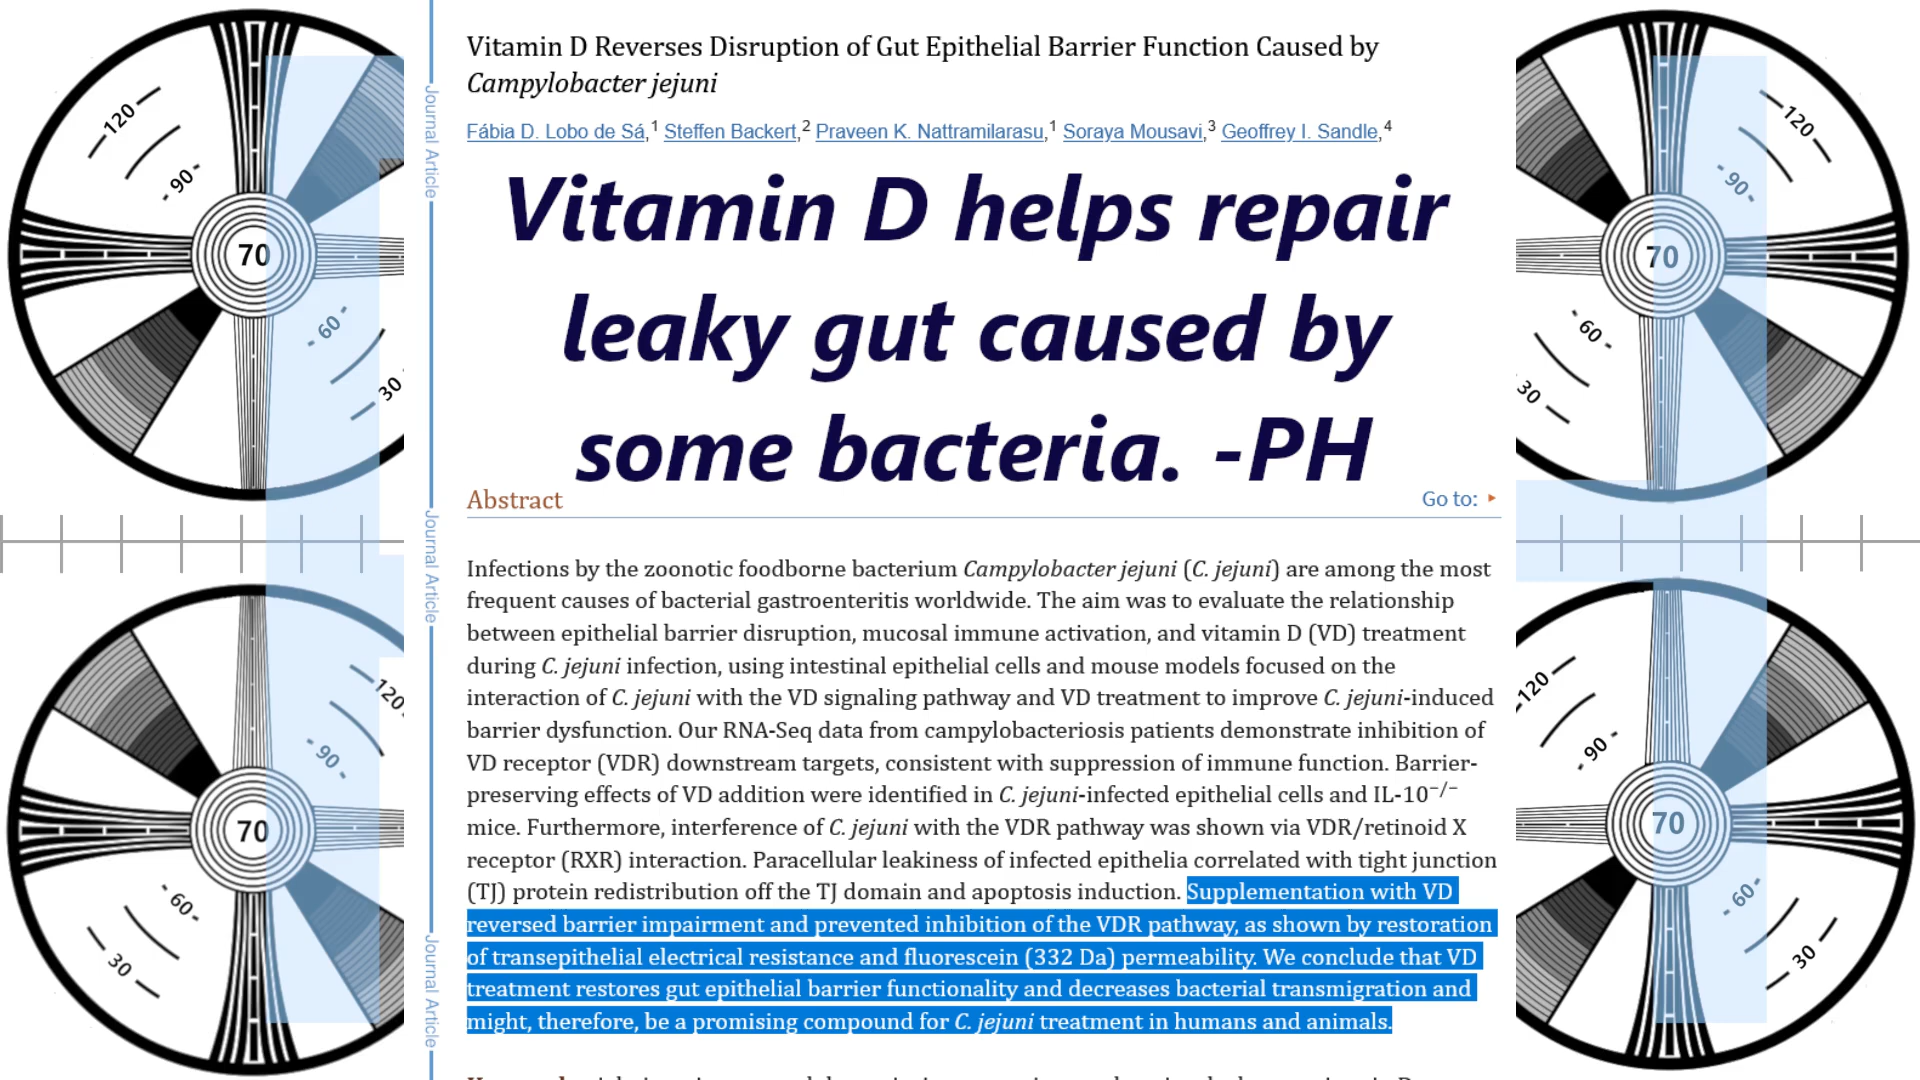 Vitamin D Reverses Disruption of Gut Epithelial Barrier Function Caused by
Campylobacter jejuni
Fábia D. Lobo de Sá,1 Steffen Backert,2 Praveen K. Nattramilarasu,1 Soraya Mousavi,3 Geoffrey I. Sandle,4
Vitamin D helps repair
leaky gut caused by
some bacteria. -PH
Abstract
Go to:
Infections by the zoonotic foodborne bacterium Campylobacter jejuni (C. jejuni) are among the most
frequent causes of bacterial gastroenteritis worldwide. The aim was to evaluate the relationship
between epithelial barrier disruption, mucosal immune activation, and vitamin D (VD) treatment
during C. jejuni infection, using intestinal epithelial cells and mouse models focused on the
interaction of C. jejuni with the VD signaling pathway and VD treatment to improve C. jejuni-induced
barrier dysfunction. Our RNA-Seq data from campylobacteriosis patients demonstrate inhibition of
VD receptor (VDR) downstream targets, consistent with suppression of immune function. Barrier-
preserving effects of VD addition were identified in C. jejuni-infected epithelial cells and IL-10−/−
mice. Furthermore, interference of C. jejuni with the VDR pathway was shown via VDR/retinoid X
receptor (RXR) interaction. Paracellular leakiness of infected epithelia correlated with tight junction
(TJ) protein redistribution off the TJ domain and apoptosis induction. Supplementation with VD
reversed barrier impairment and prevented inhibition of the VDR pathway, as shown by restoration
of transepithelial electrical resistance and fluorescein (332 Da) permeability. We conclude that VD
treatment restores gut epithelial barrier functionality and decreases bacterial transmigration and
might, therefore, be a promising compound for C. jejuni treatment in humans and animals.
Journal Article
Journal Article
Journal Article
120
- 90 -
70
- 60 -
30
120
- 90 -
70
- 60 -
30
120
- 90 -
70
- 60 -
30
120
- 90 -
70
- 60 -
30